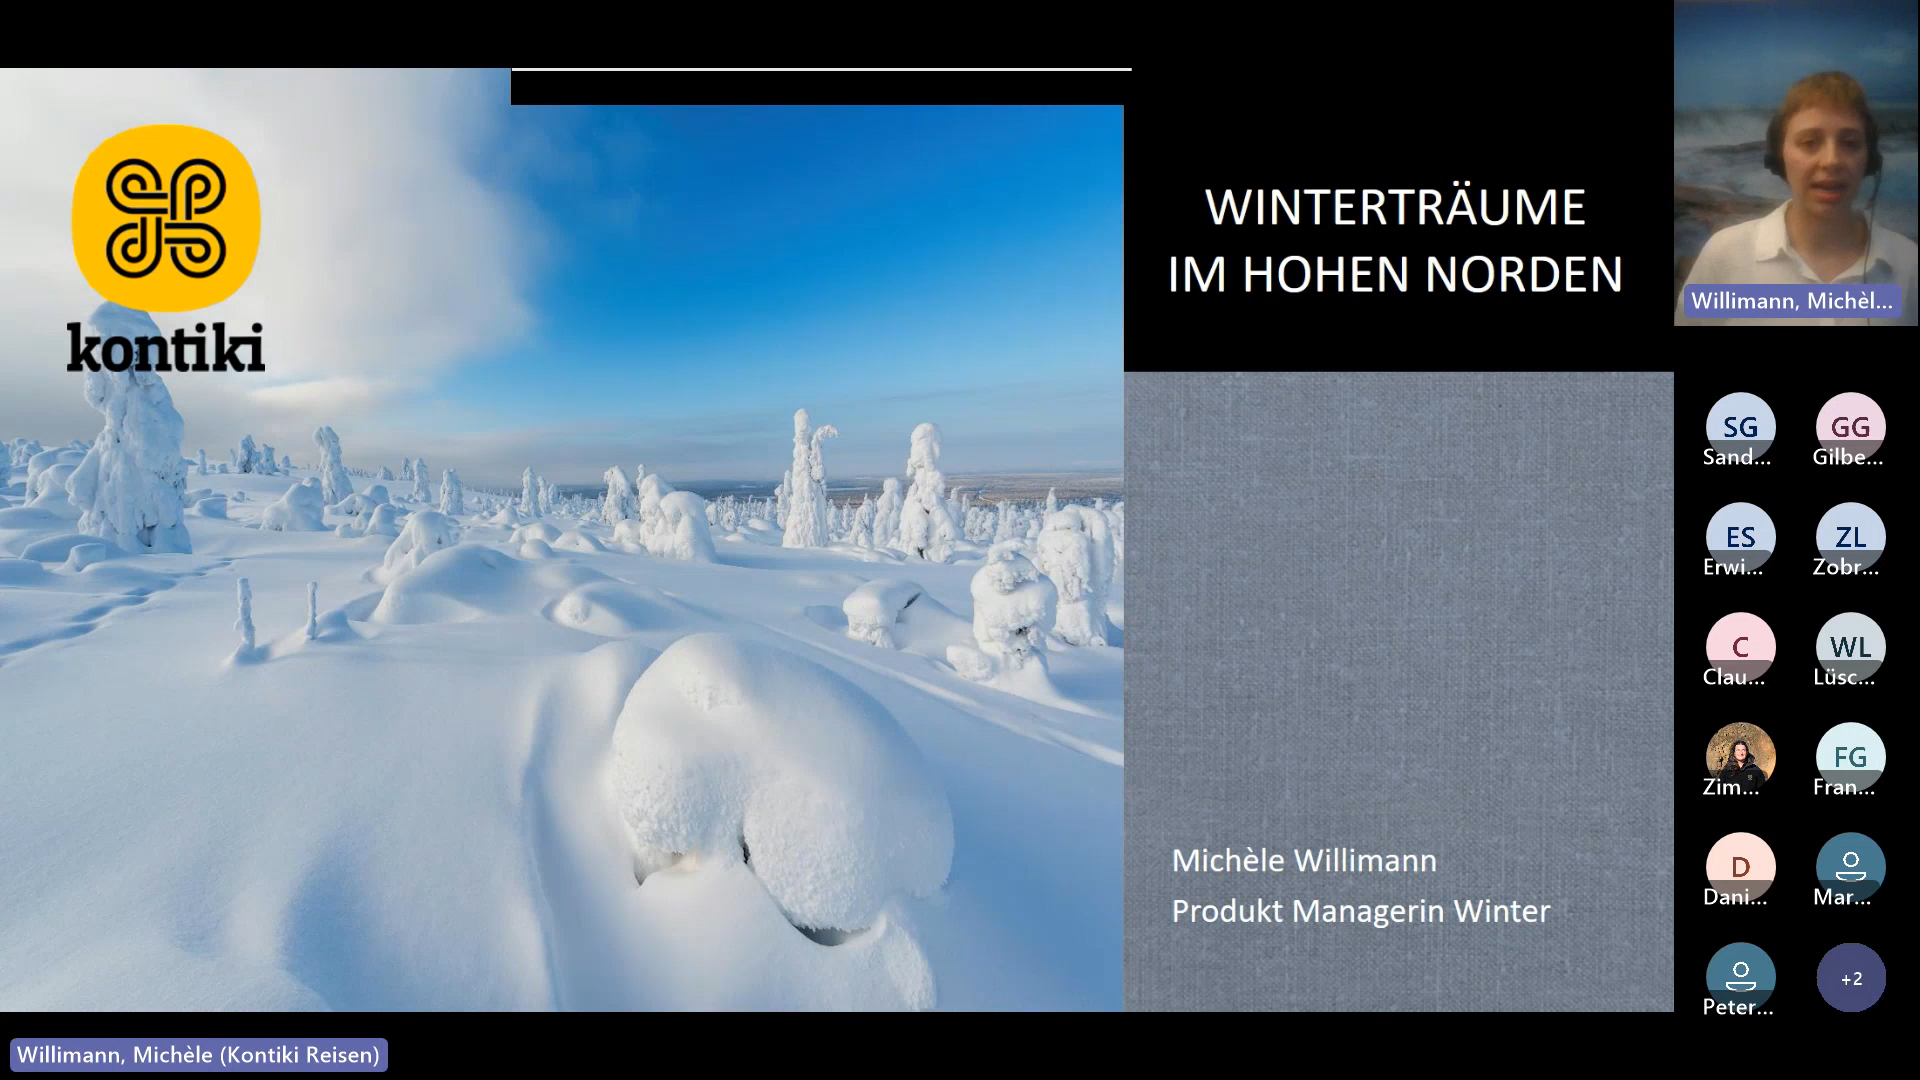 kontiki
WINTERTRÄUME
IM HOHEN NORDEN
Michèle Willimann
Produkt Managerin Winter
Willimann, Michèl...
SG
Sand...
GG
Gilbe...
ES
Erwi...
ZL
Zobr...
C
Clau...
WL
Lüsc...
Zim...
FG
Fran...
D
Dani...
Mar...
Peter...
+2
Willimann, Michèle (Kontiki Reisen)